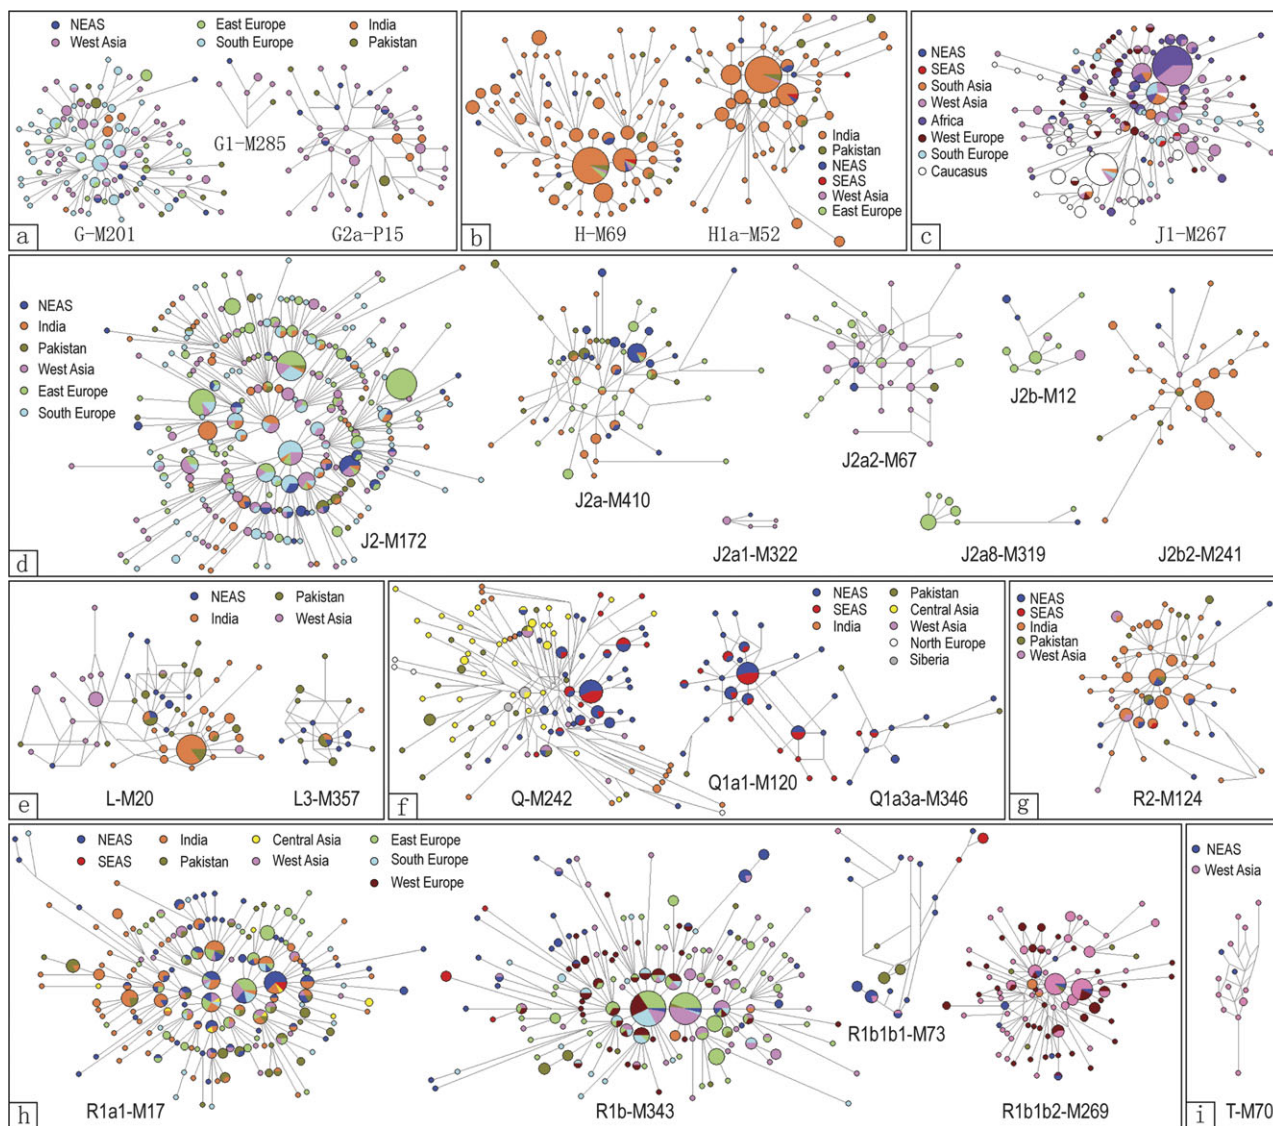 NEAS
East Europe
India
West Asia
South Europe
Pakistan
G1-M285
a
G-M201
G2a-P15
India
Pakistan
NEAS
SEAS
West Asia
East Europe
b
H-M69
H1a-M52
NEAS
SEAS
South Asia
West Asia
Africa
West Europe
South Europe
Caucasus
c
J1-M267
NEAS
India
Pakistan
West Asia
East Europe
South Europe
d
J2-M172
J2a-M410
J2a1-M322
J2a2-M67
J2b-M12
J2a8-M319
J2b2-M241
NEAS
Pakistan
India
West Asia
e
L-M20
L3-M357
NEAS
Pakistan
SEAS
Central Asia
India
West Asia
North Europe
Siberia
f
Q-M242
Q1a1-M120
Q1a3a-M346
NEAS
SEAS
India
Pakistan
West Asia
g
R2-M124
NEAS
India
Central Asia
East Europe
SEAS
Pakistan
West Asia
South Europe
West Europe
h
R1a1-M17
R1b-M343
R1b1b1-M73
R1b1b2-M269
NEAS
West Asia
i
T-M70